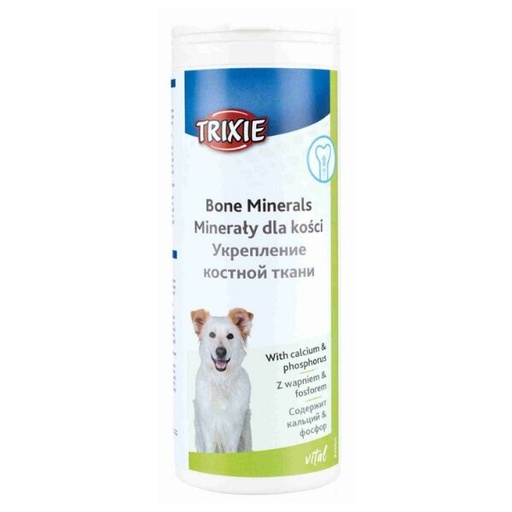 TRIXIE
Bone Minerals
Minerały dla kości
Укрепление
костной ткани
With calcium &
phosphorus
Z wapniem &
fosforem
Содержит
кальций &
фосфор
vital